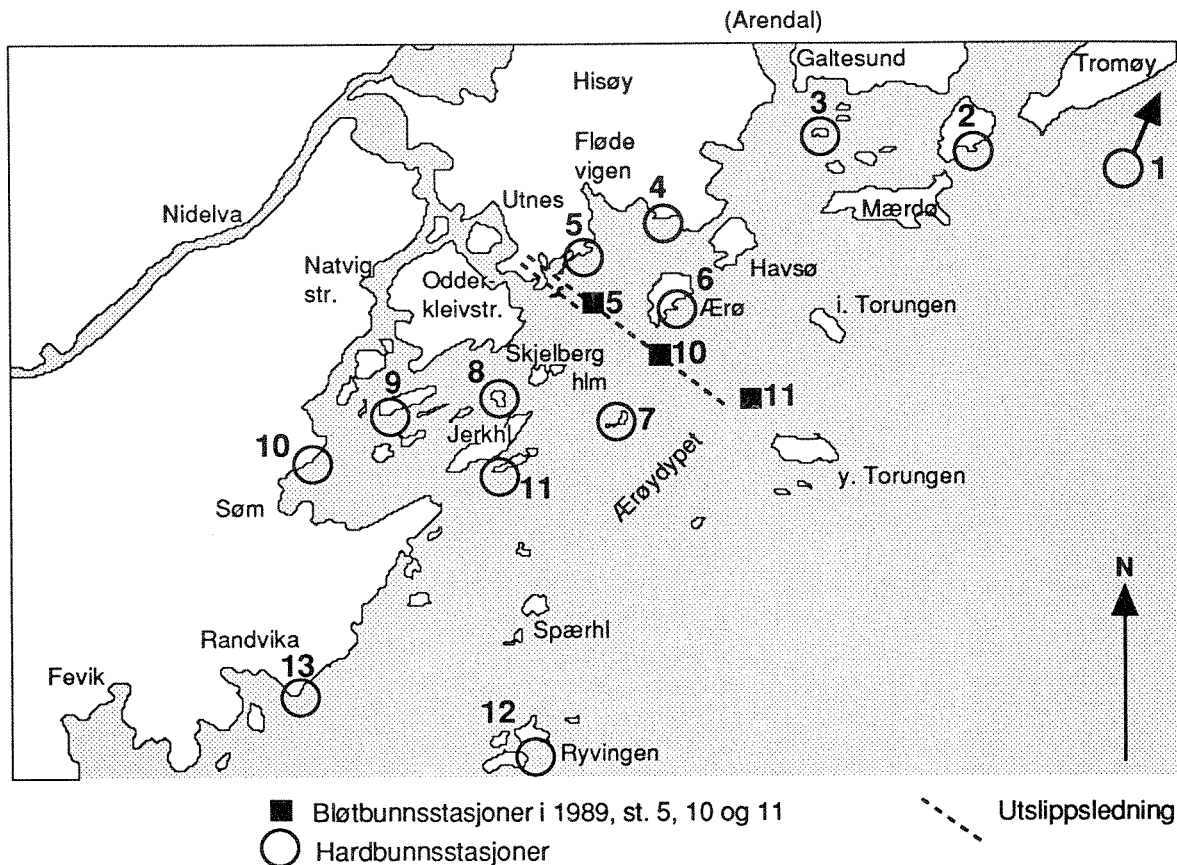 (Arendal)
Galtesund
Tromøy
Hisøy
3
2
Fløde
vigen
1
4
Nidelva
Utnes
Mærdø
5
Natvig
str.
Havsø
Odder-
kleivstr.
6
5
Ærø
i. Torungen
10
Skjelberg
hlm
8
9
11
7
Jerkhl
10
Ærøydypet
y. Torungen
11
Søm
N
Spærhl
Randvika
Fevik
13
12
Ryvingen
Bløtbunnsstasjoner i 1989, st. 5, 10 og 11
Utslippsledning
Hardbunnsstasjoner